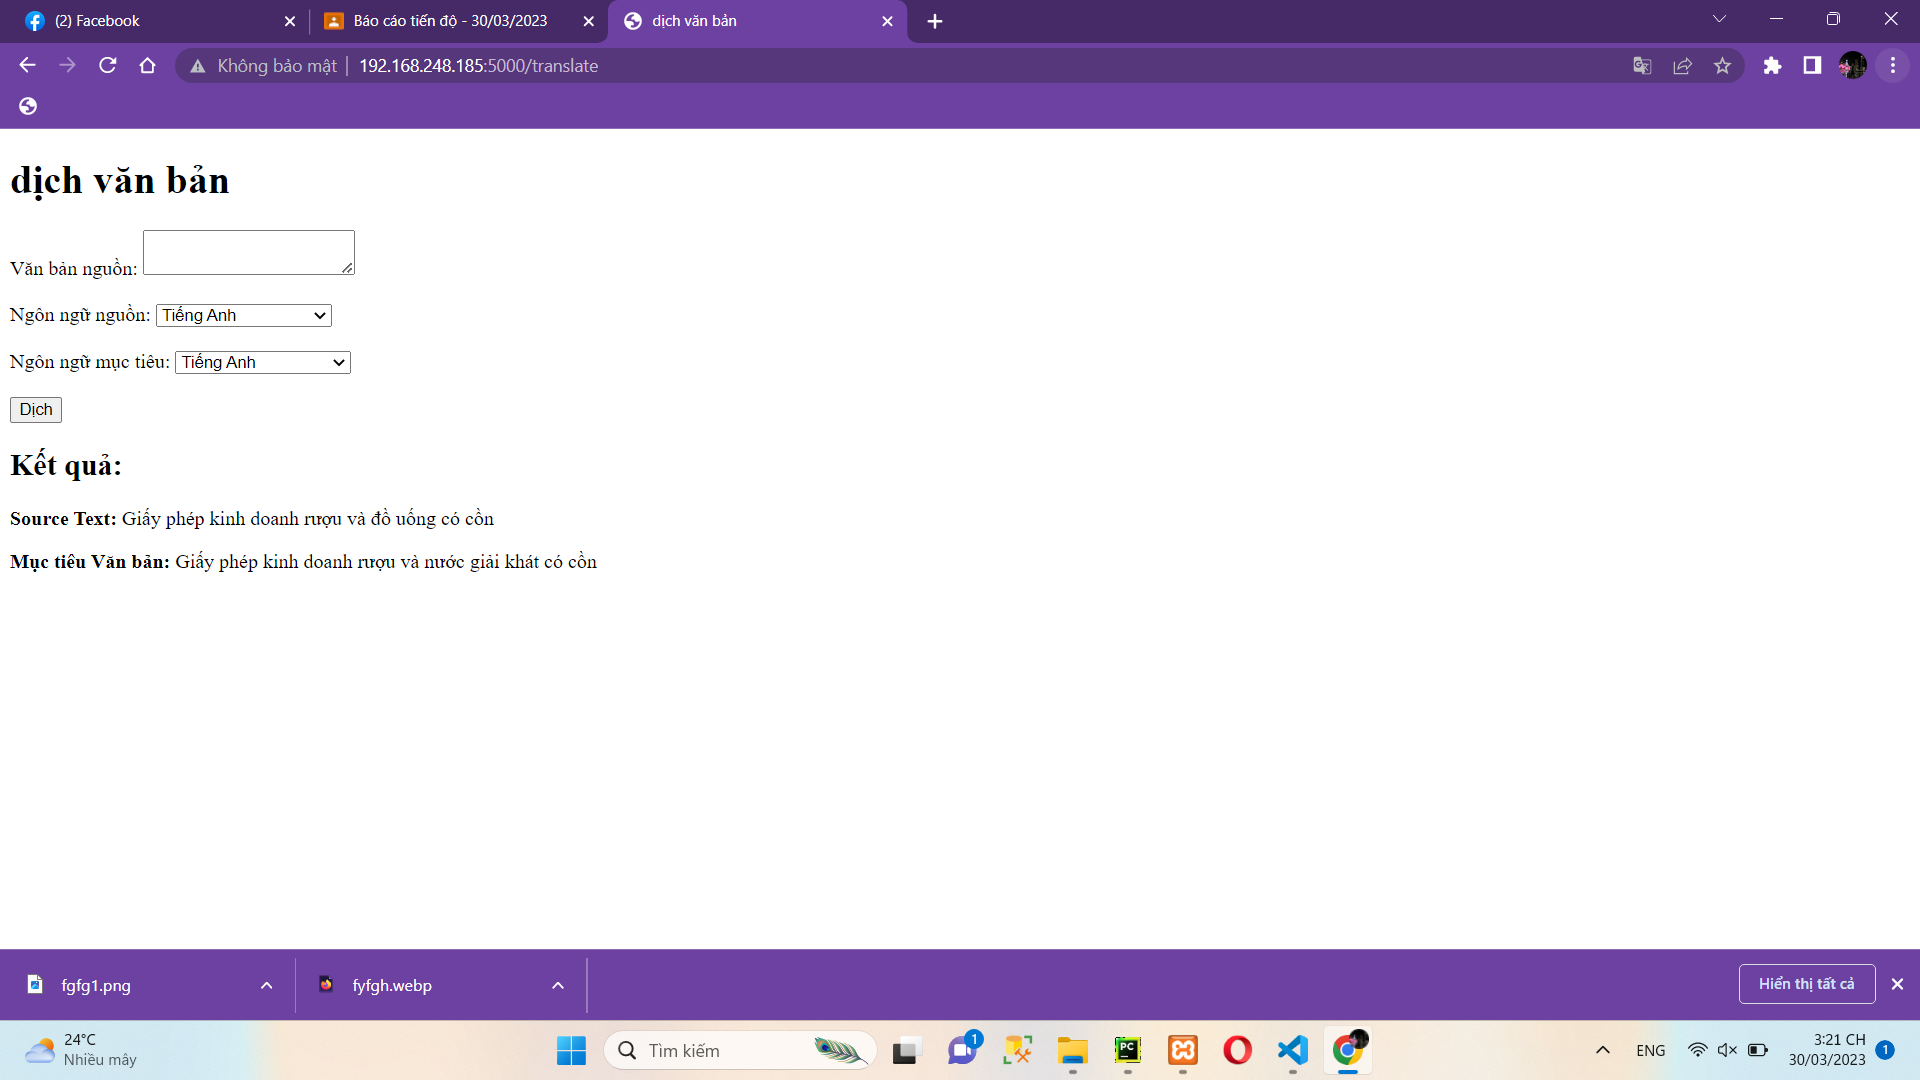 (2) Facebook
Báo cáo tiến độ - 30/03/2023
dịch văn bản
Không bảo mật
192.168.248.185:5000/translate
dịch văn bản
Văn bản nguồn:
Ngôn ngữ nguồn: Tiếng Anh
Ngôn ngữ mục tiêu: Tiếng Anh
Dịch
Kết quả:
Source Text: Giấy phép kinh doanh rượu và đồ uống có cồn
Mục tiêu Văn bản: Giấy phép kinh doanh rượu và nước giải khát có cồn
fgfg1.png
fyfgh.webp
Hiển thị tất cả
24°C
Nhiều mây
Tìm kiếm
1
PC
ENG
3:21 CH
30/03/2023
1